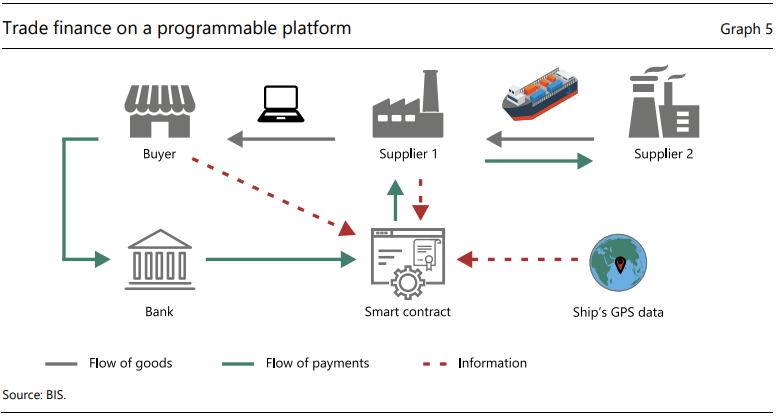 Trade finance on a programmable platform
Graph 5
Buyer
Supplier 1
Supplier 2
Bank
Smart contract
Ship's GPS data
Flow of goods
Flow of payments
Information
Source: BIS.